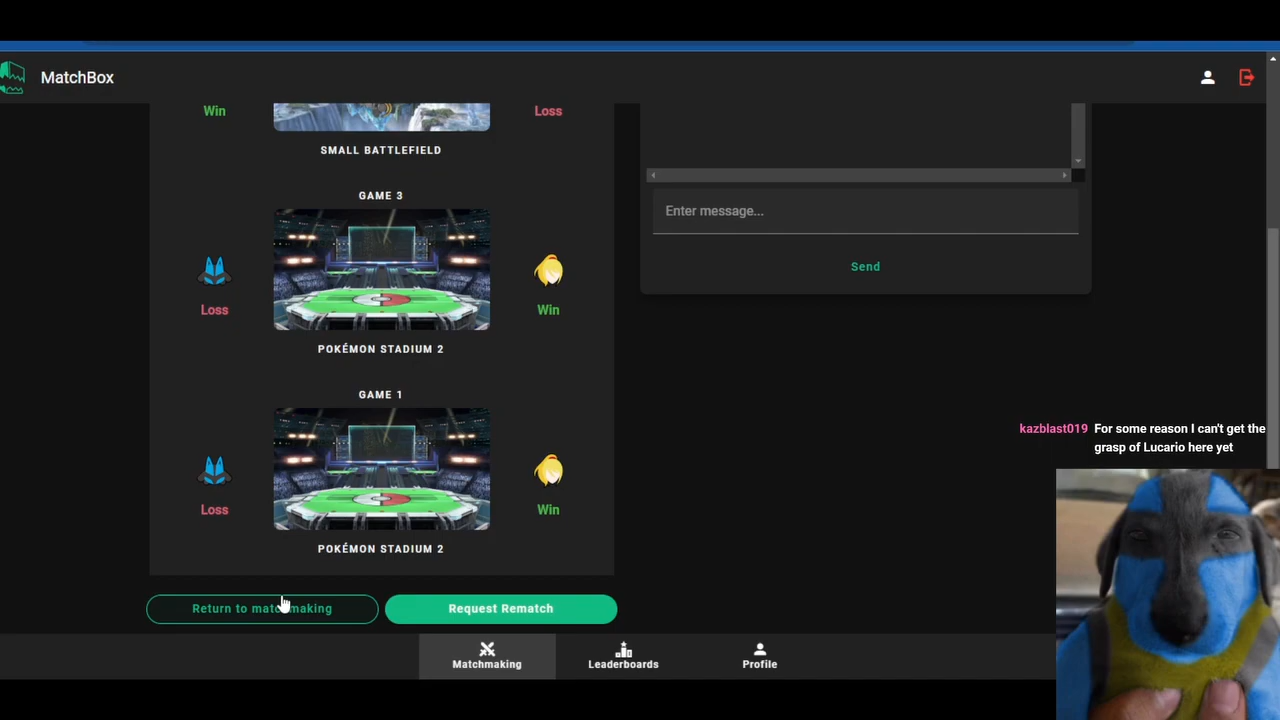 MatchBox
Win
Loss
SMALL BATTLEFIELD
GAME 3
Loss
Win
POKÉMON STADIUM 2
GAME 1
Loss
Win
POKÉMON STADIUM 2
Return to matchmaking
Request Rematch
Enter message...
Send
kazblast019 For some reason I can't get the
grasp of Lucario here yet
Matchmaking
Leaderboards
Profile